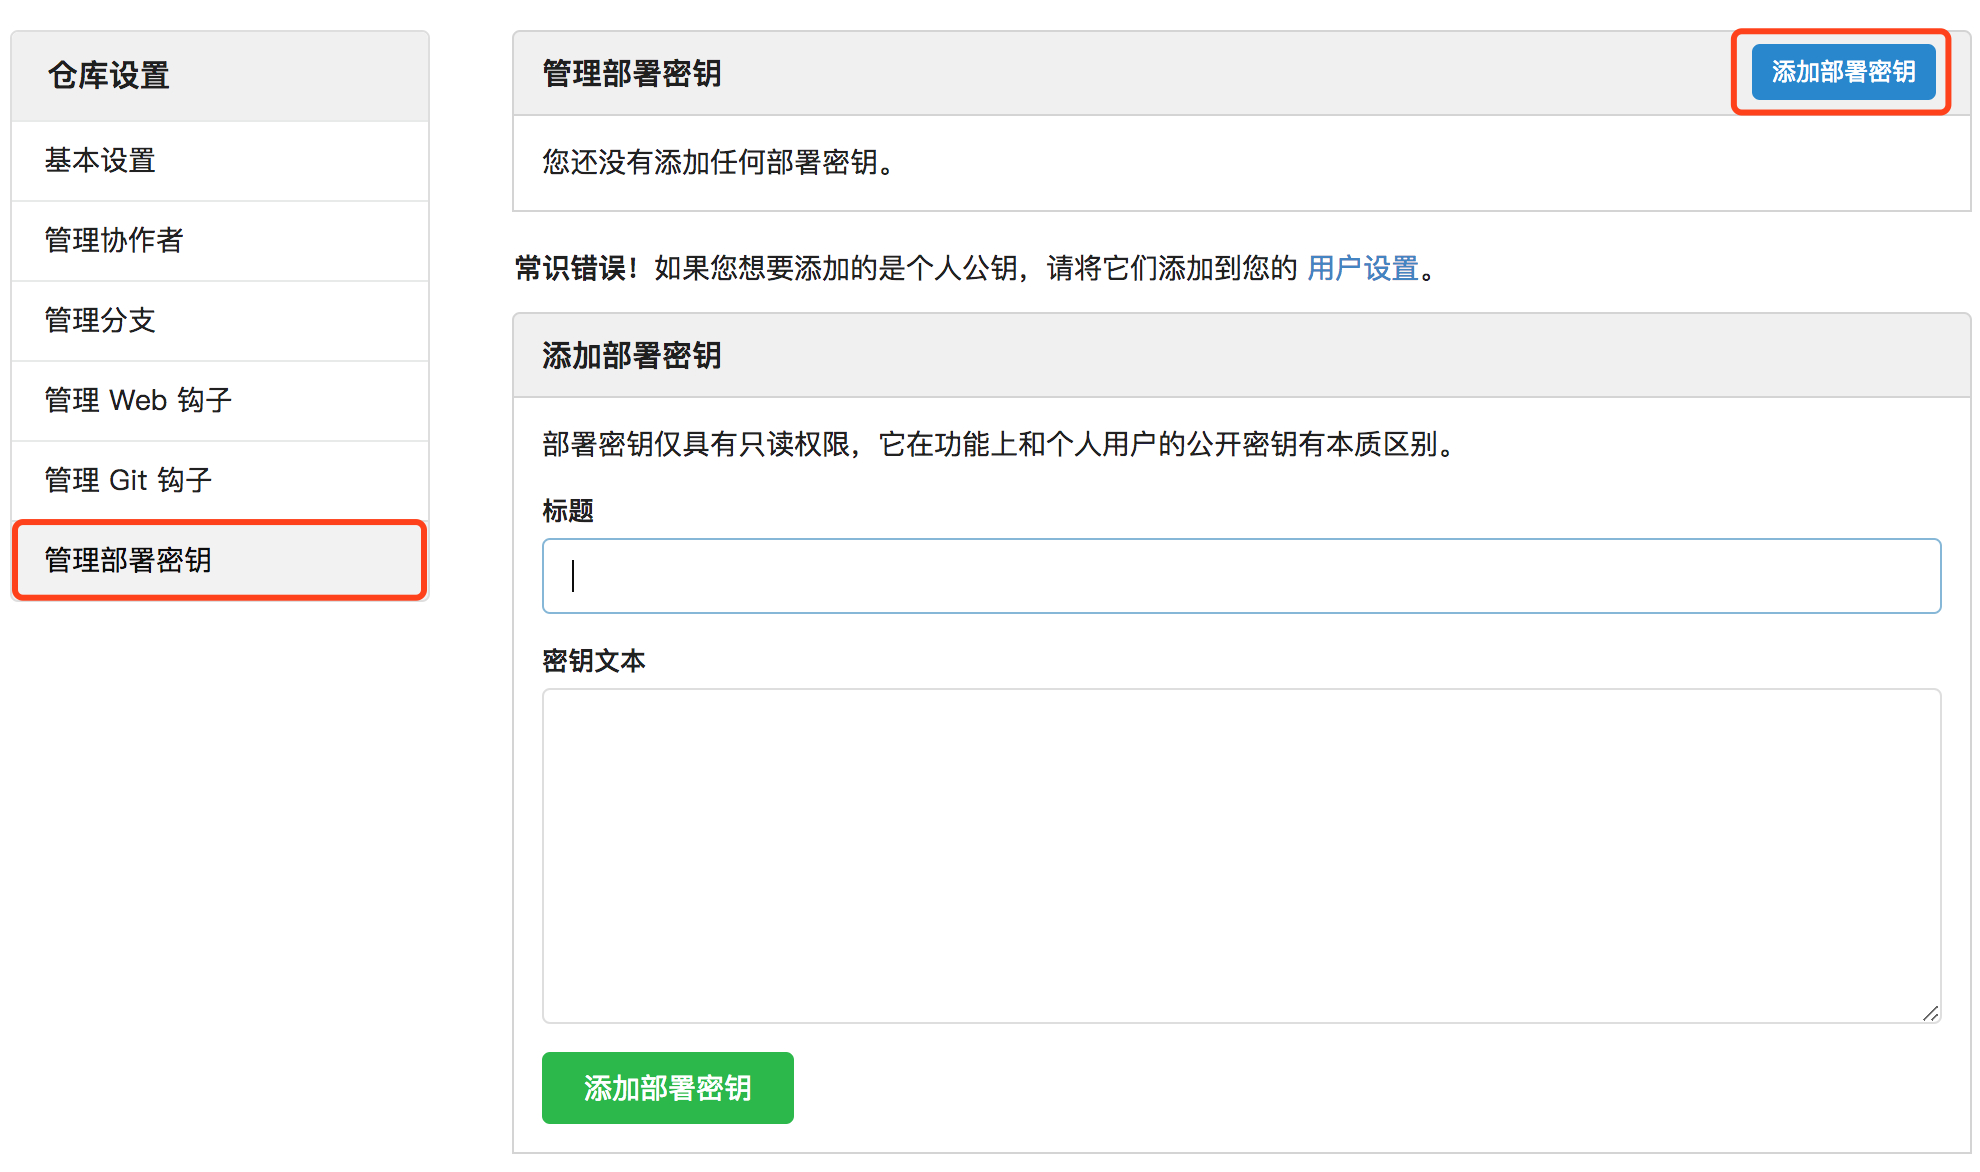 仓库设置
基本设置
管理协作者
管理分支
管理 Web 钩子
管理 Git 钩子
管理部署密钥
管理部署密钥
添加部署密钥
您还没有添加任何部署密钥。
常识错误！如果您想要添加的是个人公钥，请将它们添加到您的 用户设置。
添加部署密钥
部署密钥仅具有只读权限，它在功能上和个人用户的公开密钥有本质区别。
标题
密钥文本
添加部署密钥